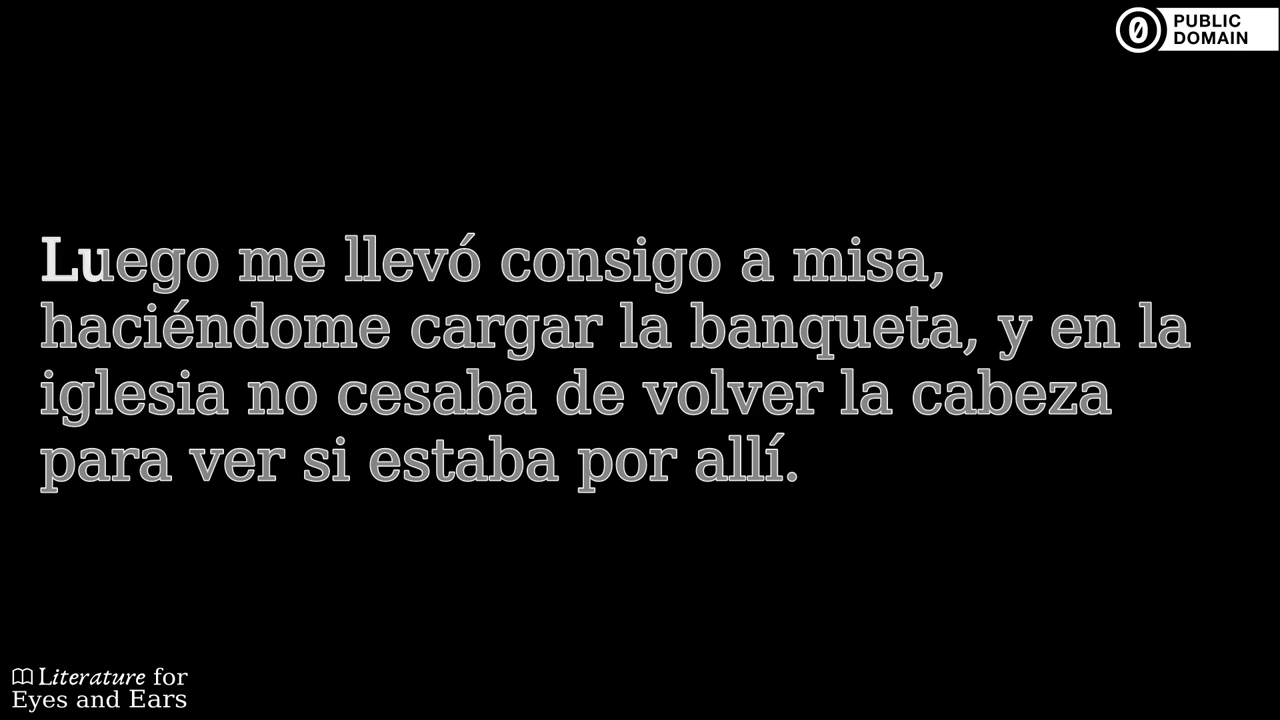 PUBLIC
DOMAIN
Luego me llevó consigo a misa,
haciéndome cargar la banqueta, y en la
iglesia no cesaba de volver la cabeza
para ver si estaba por allí.
Literature for
Eyes and Ears